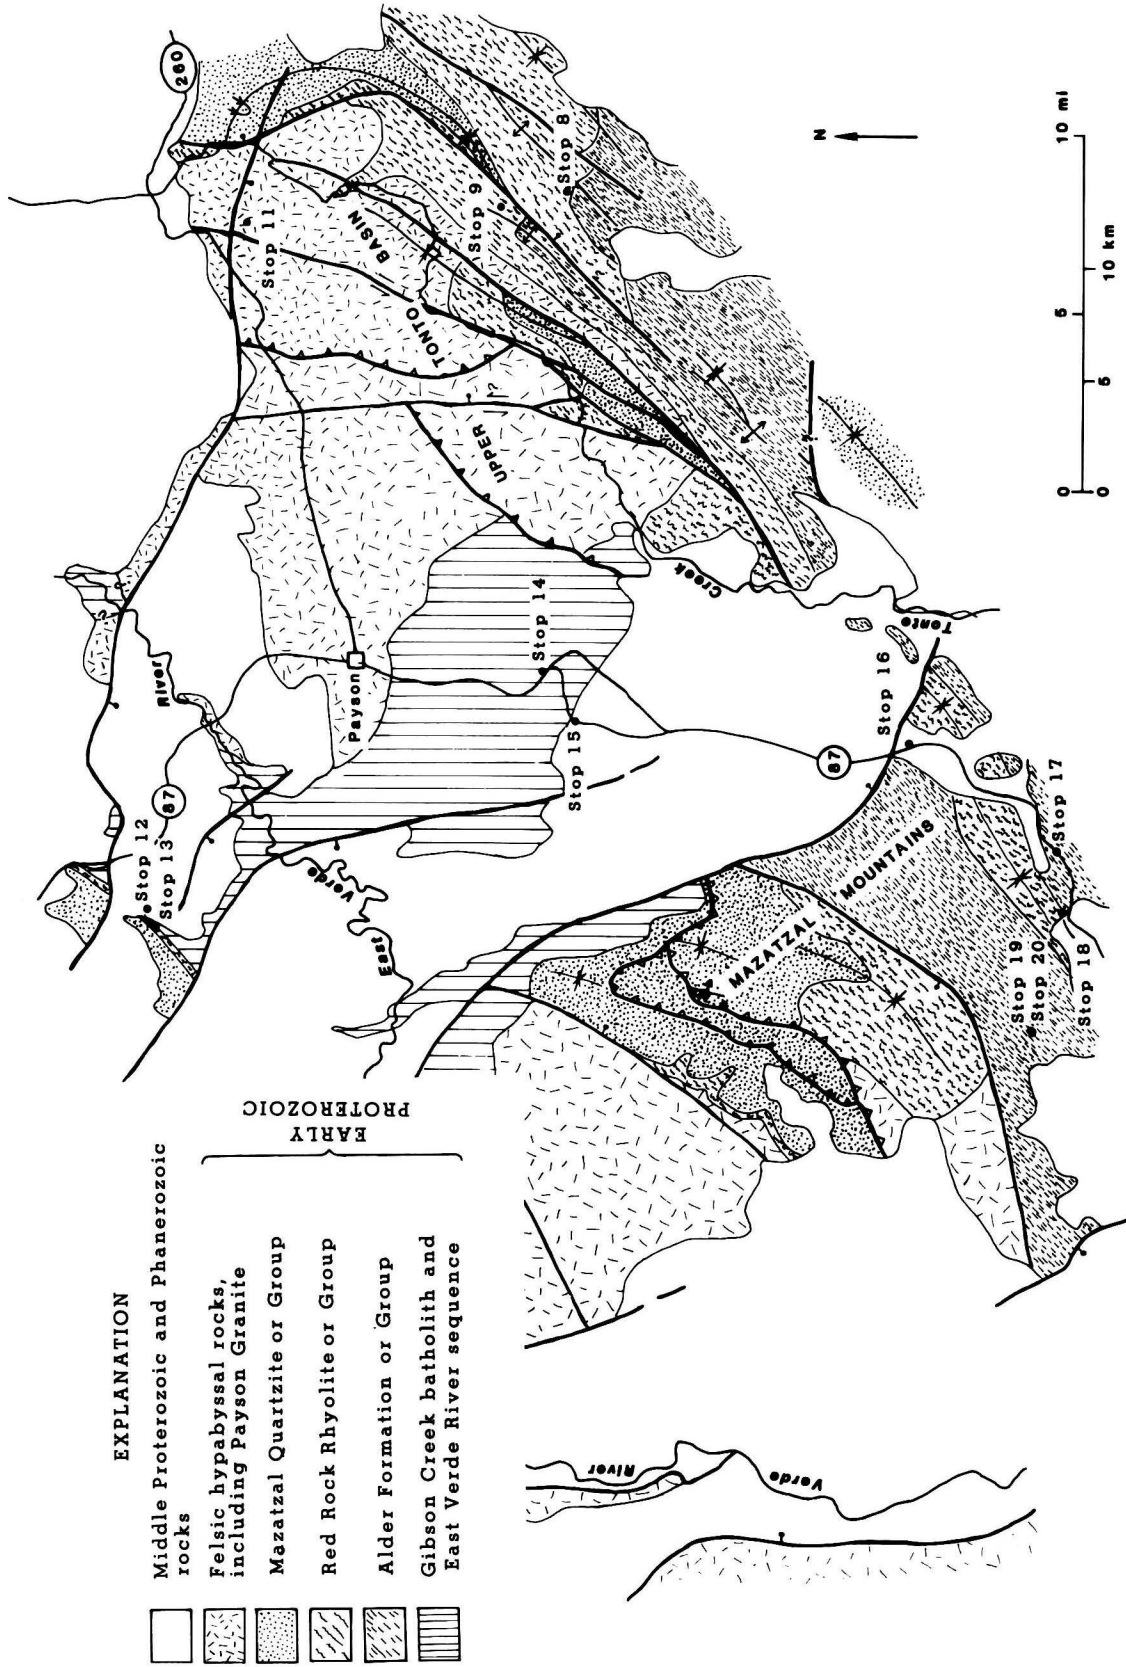 EXPLANATION
Middle Proterozoic and Phanerozoic
rocks
Felsic hypabyssal rocks,
including Payson Granite
Mazatzal Quartzite or Group
Red Rock Rhyolite or Group
Alder Formation or Group
Gibson Creek batholith and
East Verde River sequence
EARLY
PROTEROZOIC
260
Stop 11
Stop 8
Stop 9
UPPER TONTO BASIN
?
?
?
N
0 5 10 mi
0 5 10 km
Stop 12
Stop 13
87
River
Verde
East
Payson
Stop 14
Stop 15
Creek
Tonto
87
Stop 16
MAZATZAL MOUNTAINS
Stop 17
Stop 18
Stop 19
Stop 20
River
Verde